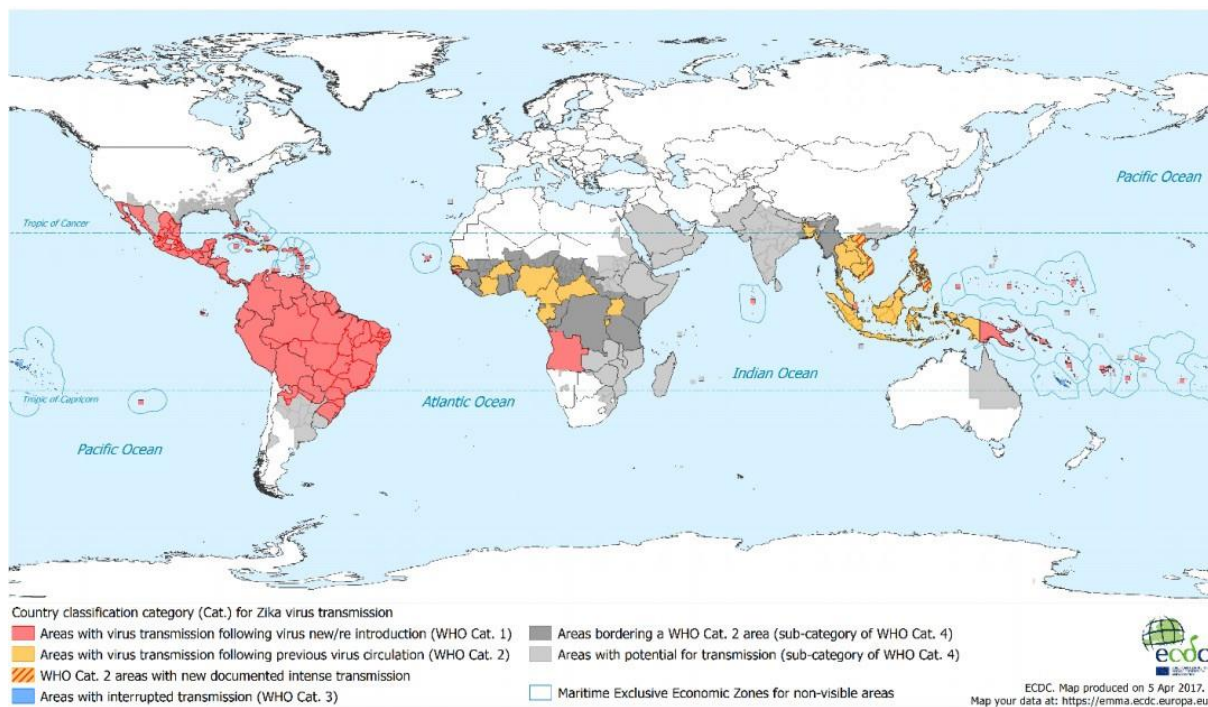 Pacific Ocean
Tropic of Cancer
Indian Ocean
Tropic of Capricorn
Atlantic Ocean
Pacific Ocean
Country classification category (Cat.) for Zika virus transmission
Areas with virus transmission following virus new/re introduction (WHO Cat. 1)
Areas with virus transmission following previous virus circulation (WHO Cat. 2)
WHO Cat. 2 areas with new documented intense transmission
Areas with interrupted transmission (WHO Cat. 3)
Areas bordering a WHO Cat. 2 area (sub-category of WHO Cat. 4)
Areas with potential for transmission (sub-category of WHO Cat. 4)
Maritime Exclusive Economic Zones for non-visible areas
ecdc
ECDC. Map produced on 5 Apr 2017.
Map your data at: https://emma.ecdc.europa.eu